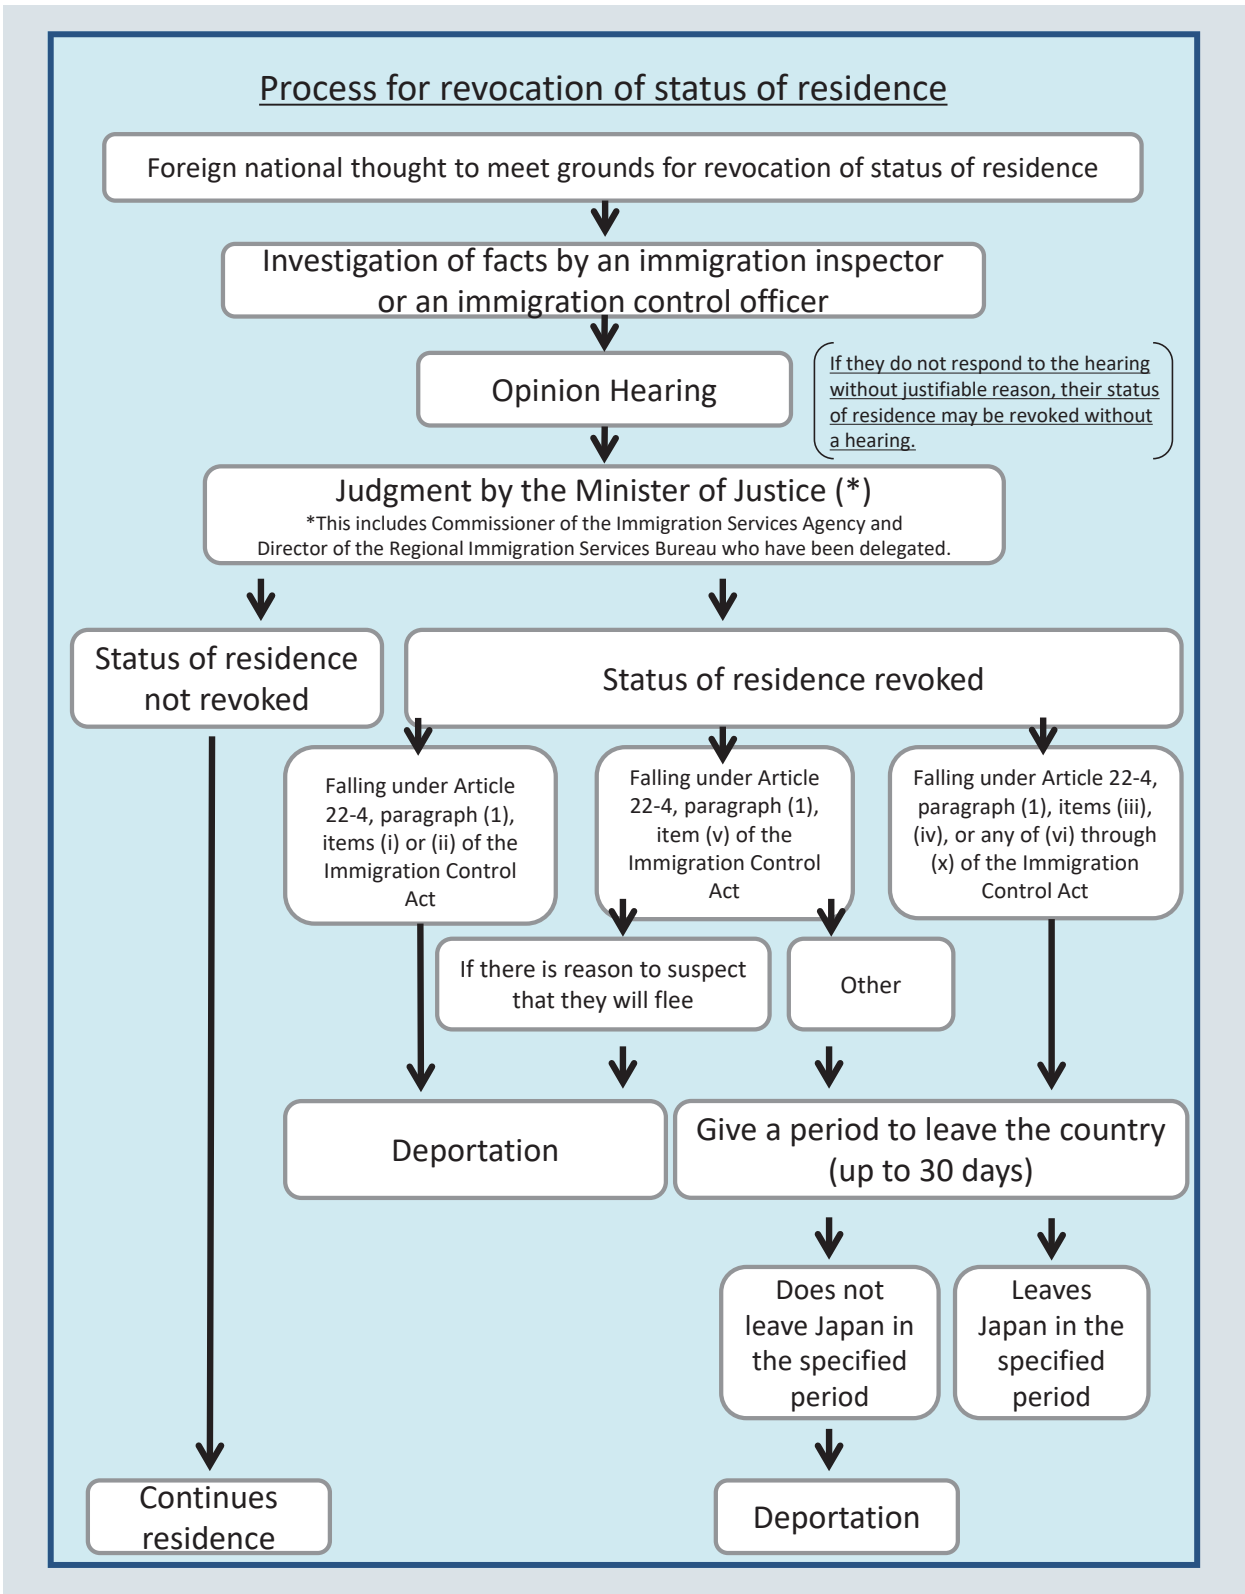 Process for revocation of status of residence
Foreign national thought to meet grounds for revocation of status of residence
Investigation of facts by an immigration inspector
or an immigration control officer
Opinion Hearing
If they do not respond to the hearing
without justifiable reason, their status
of residence may be revoked without
a hearing.
Judgment by the Minister of Justice (*)
*This includes Commissioner of the Immigration Services Agency and
Director of the Regional Immigration Services Bureau who have been delegated.
Status of residence
not revoked
Status of residence revoked
Falling under Article
22-4, paragraph (1),
items (i) or (ii) of the
Immigration Control
Act
Falling under Article
22-4, paragraph (1),
item (v) of the
Immigration Control
Act
Falling under Article 22-4,
paragraph (1), items (iii),
(iv), or any of (vi) through
(x) of the Immigration
Control Act
If there is reason to suspect
that they will flee
Other
Deportation
Give a period to leave the country
(up to 30 days)
Does not
leave Japan in
the specified
period
Leaves
Japan in the
specified
period
Continues
residence
Deportation